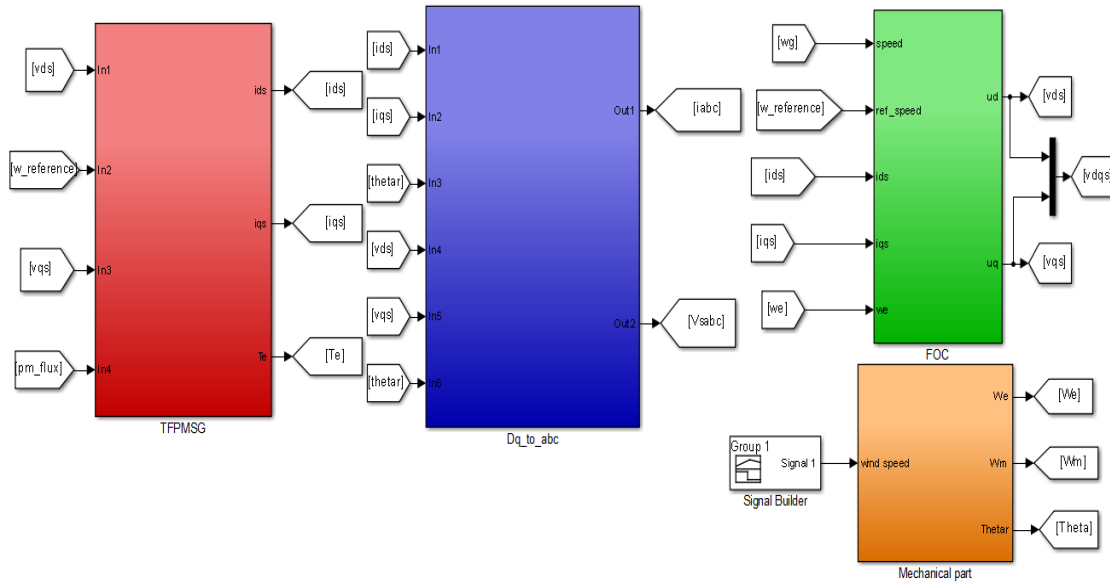 [vds]
In1
[w_reference]
In2
[vqs]
In3
[pm_flux]
In4
ids
[ids]
iqs
[iqs]
Te
[Te]
TFPMSG
[ids]
In1
[iqs]
In2
[thetar]
In3
[vds]
In4
[vqs]
In5
[thetar]
In6
Out1
[iabc]
Out2
[Vsabc]
Dq_to_abc
[wg]
speed
[w_reference]
ref_speed
[ids]
ids
[iqs]
iqs
[we]
we
ud
[vds]
[vdqs]
uq
[vqs]
FOC
Group 1
Signal 1
Signal Builder
wind speed
We
[We]
Wm
[Wm]
Thetar
[Theta]
Mechanical part